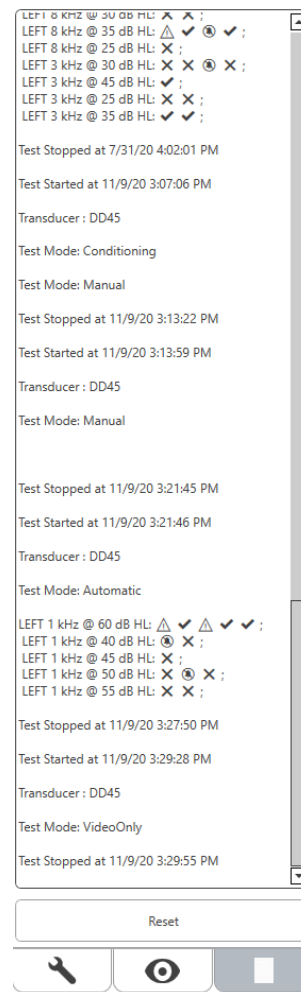 LEFT 8 kHz @ 30 dB HL: ✕ ✕ ;
LEFT 8 kHz @ 35 dB HL: ⚠ ✔ 🔕 ✔ ;
LEFT 8 kHz @ 25 dB HL: ✕ ;
LEFT 3 kHz @ 30 dB HL: ✕ ✕ 🔕 ✕ ;
LEFT 3 kHz @ 45 dB HL: ✔ ;
LEFT 3 kHz @ 25 dB HL: ✕ ✕ ;
LEFT 3 kHz @ 35 dB HL: ✔ ✔ ;
Test Stopped at 7/31/20 4:02:01 PM
Test Started at 11/9/20 3:07:06 PM
Transducer : DD45
Test Mode: Conditioning
Test Mode: Manual
Test Stopped at 11/9/20 3:13:22 PM
Test Started at 11/9/20 3:13:59 PM
Transducer : DD45
Test Mode: Manual
Test Stopped at 11/9/20 3:21:45 PM
Test Started at 11/9/20 3:21:46 PM
Transducer : DD45
Test Mode: Automatic
LEFT 1 kHz @ 60 dB HL: ⚠ ✔ ⚠ ✔ ✔ ;
LEFT 1 kHz @ 40 dB HL: 🔕 ✕ ;
LEFT 1 kHz @ 45 dB HL: ✕ ;
LEFT 1 kHz @ 50 dB HL: ✕ 🔕 ✕ ;
LEFT 1 kHz @ 55 dB HL: ✕ ✕ ;
Test Stopped at 11/9/20 3:27:50 PM
Test Started at 11/9/20 3:29:28 PM
Transducer : DD45
Test Mode: VideoOnly
Test Stopped at 11/9/20 3:29:55 PM
Reset